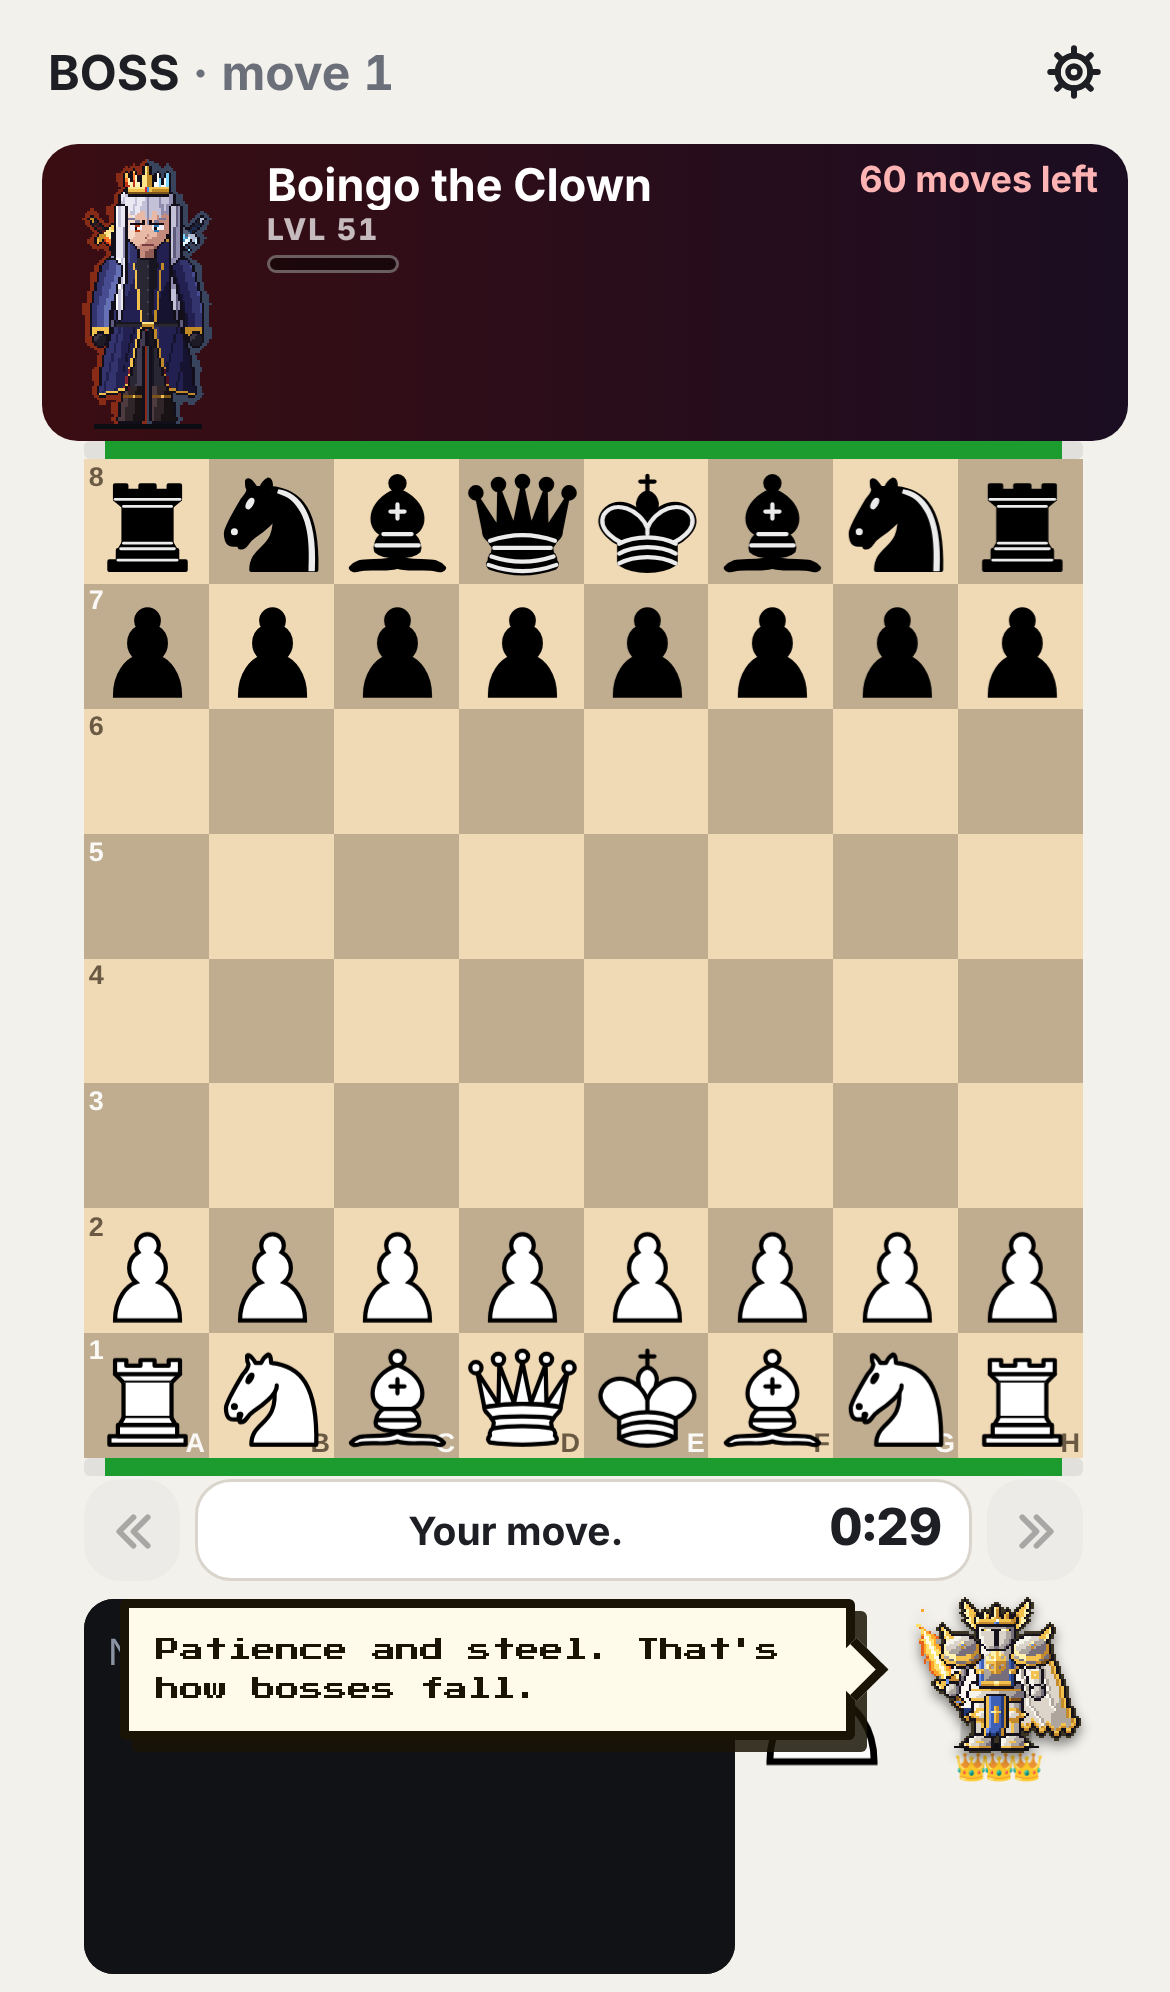 BOSS · move 1
Boingo the Clown
60 moves left
LVL 51
8
7
6
5
4
3
2
1
A B C D E F G H
Your move.
0:29
Patience and steel. That's
how bosses fall.